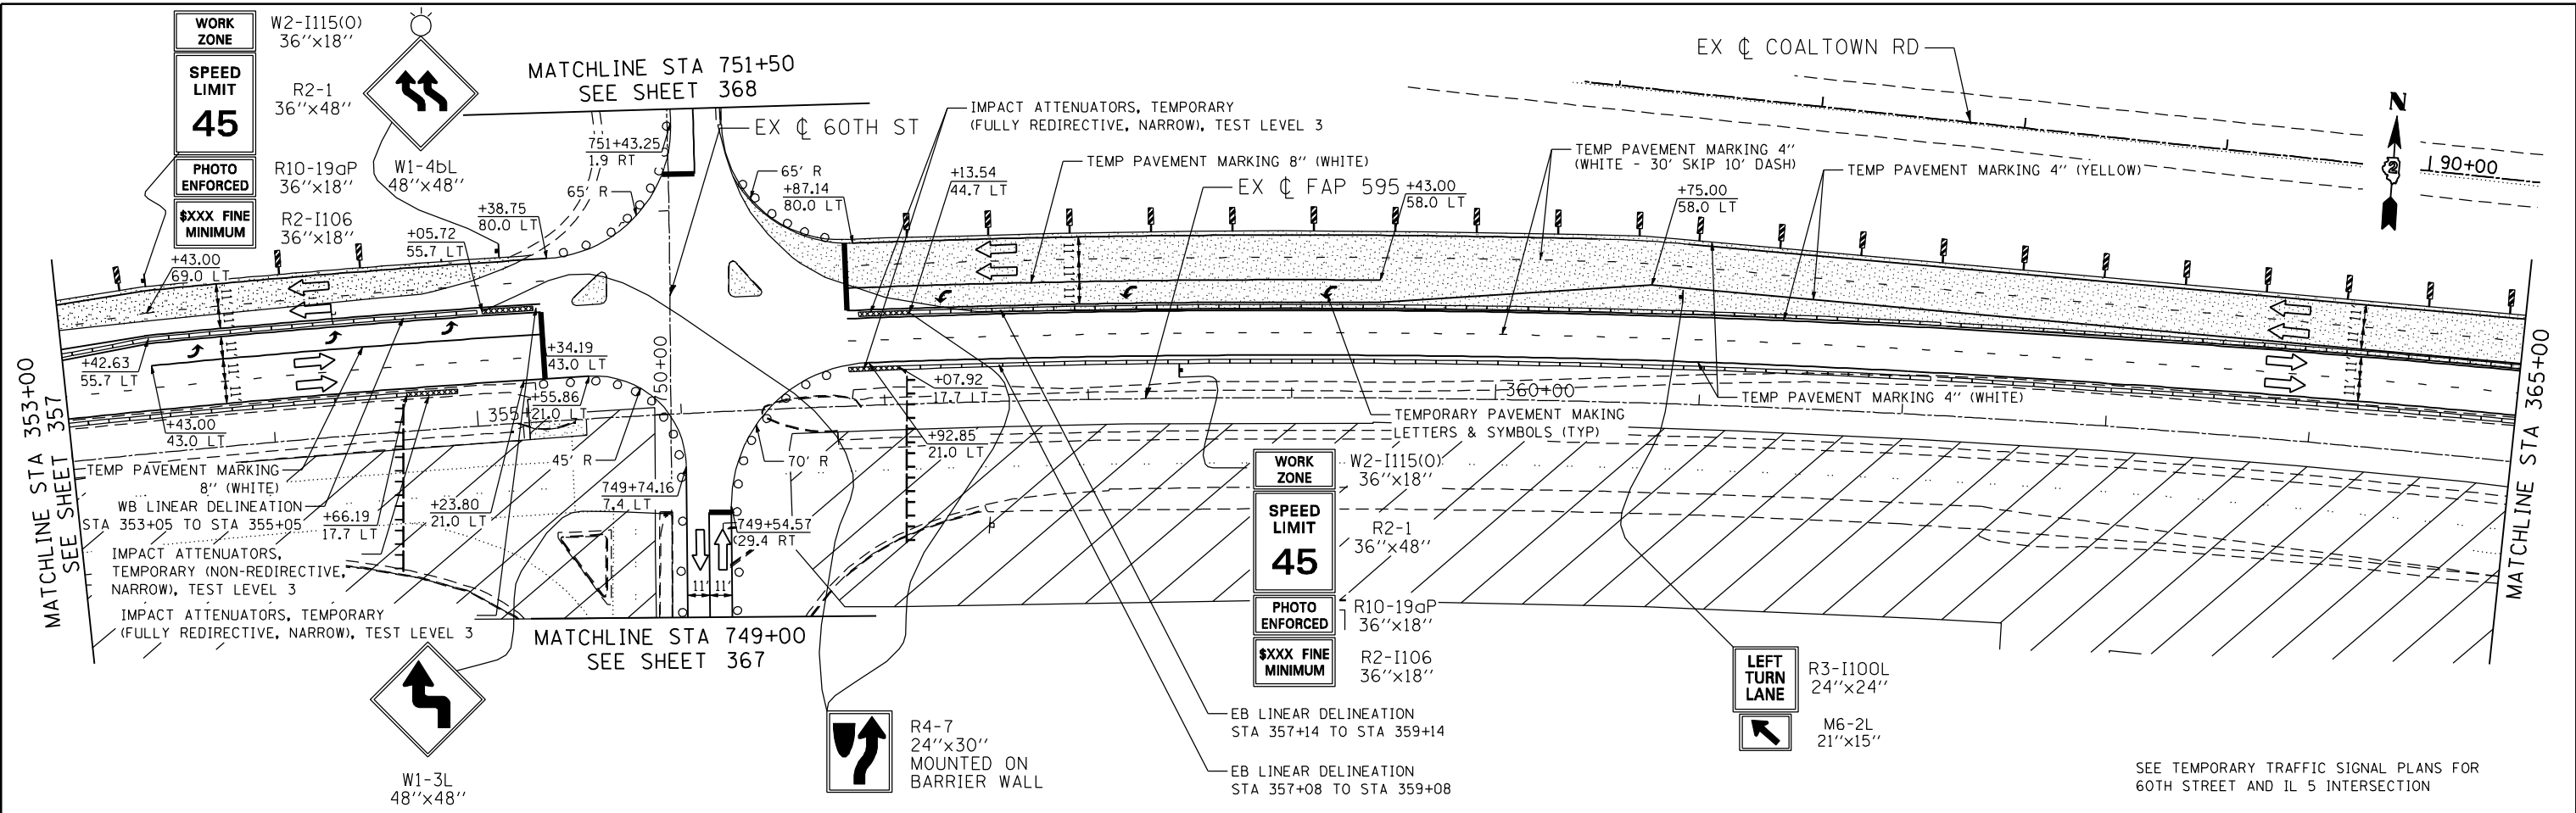 WORK
ZONE
W2-I115(O)
36''x18''
SPEED
LIMIT
45
R2-1
36''x48''
PHOTO
ENFORCED
R10-19aP
36''x18''
$XXX FINE
MINIMUM
R2-I106
36''x18''
W1-4bL
48''x48''
MATCHLINE STA 751+50
SEE SHEET 368
EX ℄ 60TH ST
751+43.25
1.9 RT
65' R
65' R
+87.14
80.0 LT
+38.75
80.0 LT
+05.72
55.7 LT
+43.00
69.0 LT
IMPACT ATTENUATORS, TEMPORARY
(FULLY REDIRECTIVE, NARROW), TEST LEVEL 3
TEMP PAVEMENT MARKING 8'' (WHITE)
+13.54
44.7 LT
EX ℄ FAP 595
+43.00
58.0 LT
TEMP PAVEMENT MARKING 4''
(WHITE - 30' SKIP 10' DASH)
TEMP PAVEMENT MARKING 4'' (YELLOW)
+75.00
58.0 LT
EX ℄ COALTOWN RD
N
2
90+00
11'
11'
11'
11'
11'
11'
11'
11'
11'
11'
11'
11'
MATCHLINE STA 353+00
SEE SHEET 357
+42.63
55.7 LT
+43.00
43.0 LT
+34.19
43.0 LT
750+00
355
+55.86
21.0 LT
+07.92
17.7 LT
+92.85
21.0 LT
360+00
TEMP PAVEMENT MARKING 4'' (WHITE)
TEMPORARY PAVEMENT MAKING
LETTERS & SYMBOLS (TYP)
MATCHLINE STA 365+00
TEMP PAVEMENT MARKING
8'' (WHITE)
WB LINEAR DELINEATION
STA 353+05 TO STA 355+05
+66.19
17.7 LT
+23.80
21.0 LT
45' R
70' R
749+74.16
7.4 LT
749+54.57
29.4 RT
11'
11'
IMPACT ATTENUATORS,
TEMPORARY (NON-REDIRECTIVE,
NARROW), TEST LEVEL 3
IMPACT ATTENUATORS, TEMPORARY
(FULLY REDIRECTIVE, NARROW), TEST LEVEL 3
MATCHLINE STA 749+00
SEE SHEET 367
W1-3L
48''x48''
R4-7
24''x30''
MOUNTED ON
BARRIER WALL
WORK
ZONE
W2-I115(O)
36''x18''
SPEED
LIMIT
45
R2-1
36''x48''
PHOTO
ENFORCED
R10-19aP
36''x18''
$XXX FINE
MINIMUM
R2-I106
36''x18''
EB LINEAR DELINEATION
STA 357+14 TO STA 359+14
EB LINEAR DELINEATION
STA 357+08 TO STA 359+08
LEFT
TURN
LANE
R3-I100L
24''x24''
M6-2L
21''x15''
SEE TEMPORARY TRAFFIC SIGNAL PLANS FOR
60TH STREET AND IL 5 INTERSECTION